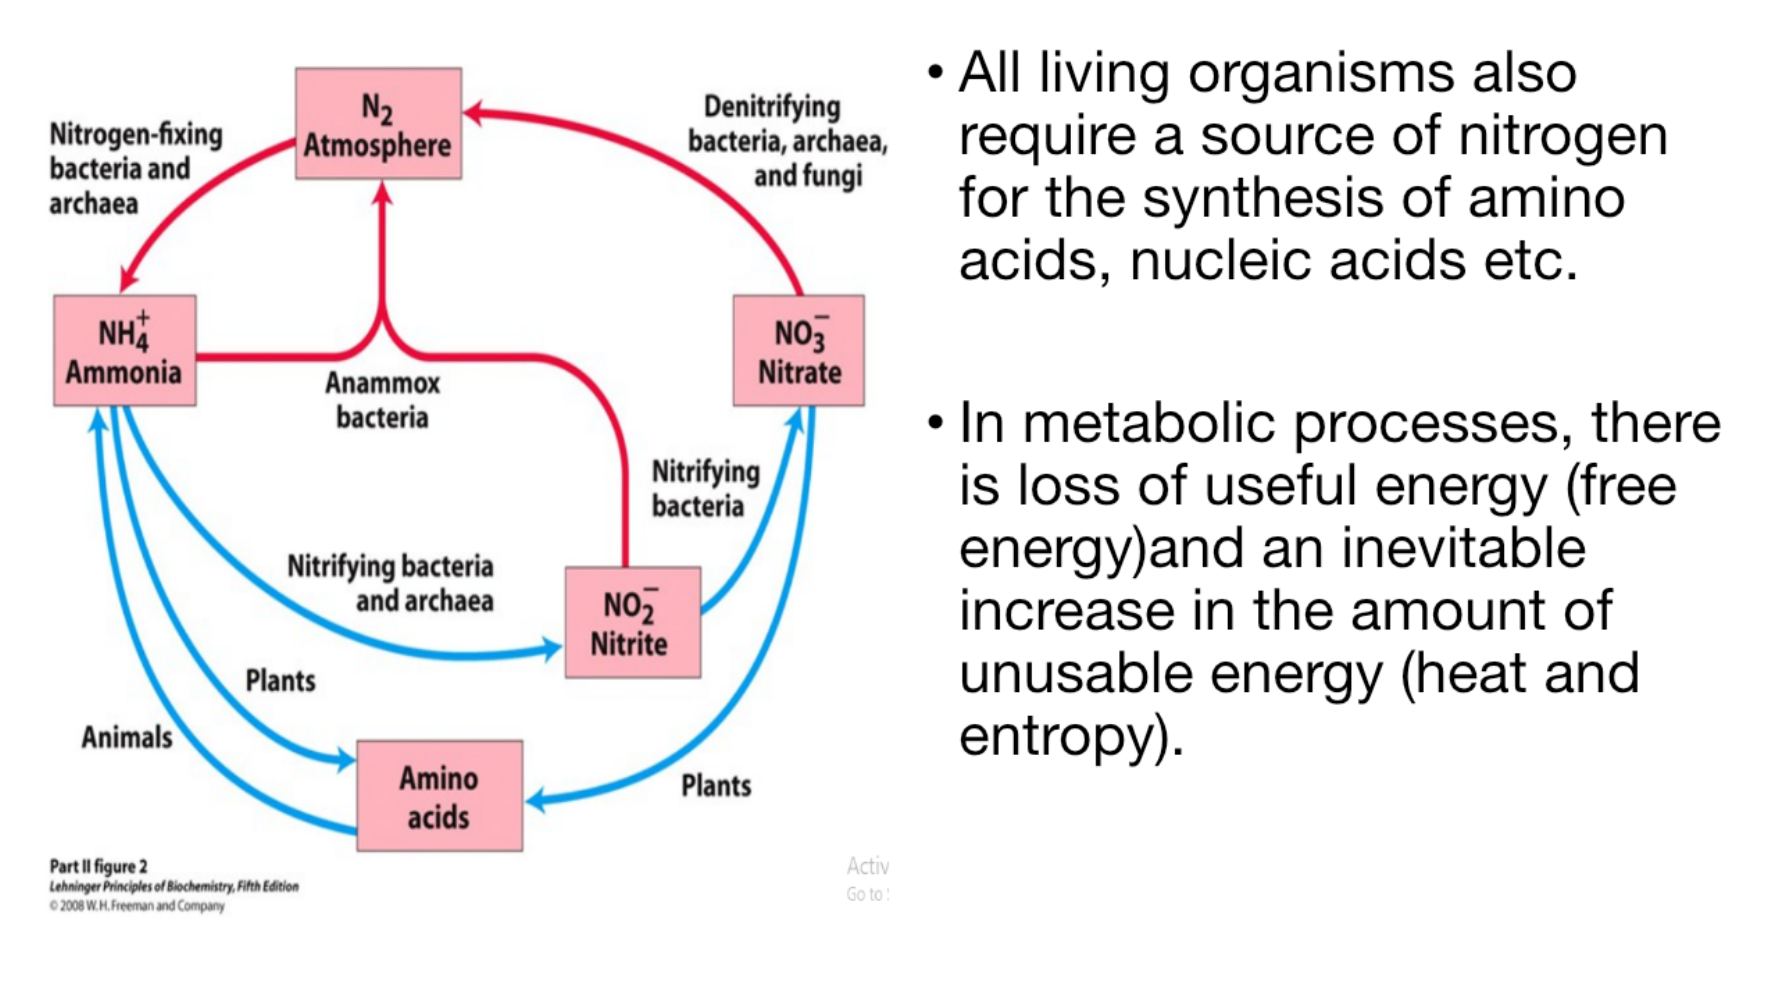 N2
Atmosphere
Nitrogen-fixing
bacteria and
archaea
Denitrifying
bacteria, archaea,
and fungi
NH4+
Ammonia
NO3−
Nitrate
Anammox
bacteria
Nitrifying
bacteria
Nitrifying bacteria
and archaea
NO2−
Nitrite
Plants
Animals
Amino
acids
Plants
Part II figure 2
Lehninger Principles of Biochemistry, Fifth Edition
© 2008 W. H. Freeman and Company
Activ
Go to
• All living organisms also
require a source of nitrogen
for the synthesis of amino
acids, nucleic acids etc.
• In metabolic processes, there
is loss of useful energy (free
energy)and an inevitable
increase in the amount of
unusable energy (heat and
entropy).